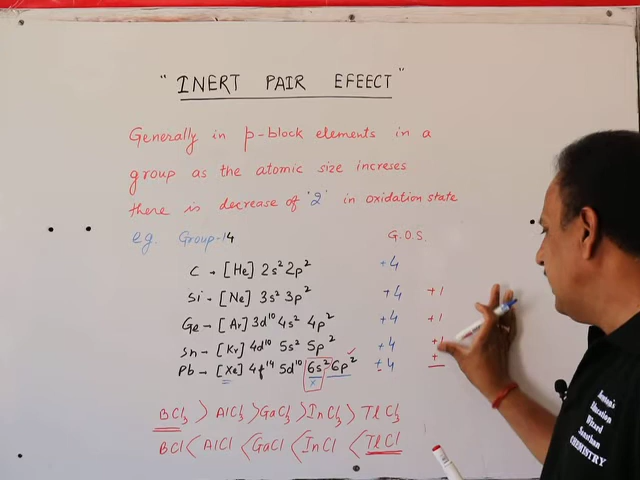 " INERT PAIR EFEECT "
Generally in p-block elements in a
group as the atomic size increses
there is decrease of '2' in oxidation state
eg. Group-14 G.O.S.
C → [He] 2s² 2p² +4
Si → [Ne] 3s² 3p² +4 +1
Ge → [Ar] 3d¹⁰ 4s² 4p² +4 +1
Sn → [Kr] 4d¹⁰ 5s² 5p² +4
Pb → [Xe] 4f¹⁴ 5d¹⁰ 6s² 6p² +4
x
BCl₃ > AlCl₃ > GaCl₃ > InCl₃ > TlCl₃
BCl < AlCl < GaCl < InCl < TlCl
Education
Wizard
CHEMISTRY